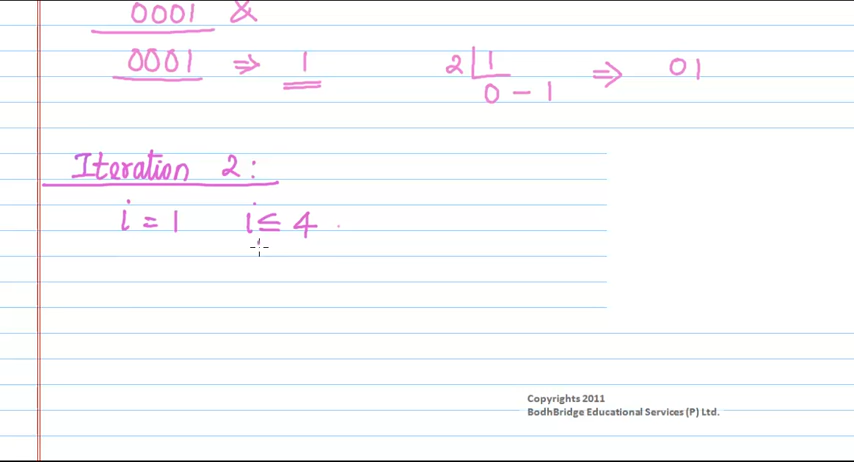 0001 &
0001 ⇒ 1 2 | 1 ⇒ 01
0 - 1
Iteration 2:
i = 1 i ≤ 4
Copyrights 2011
BodhBridge Educational Services (P) Ltd.